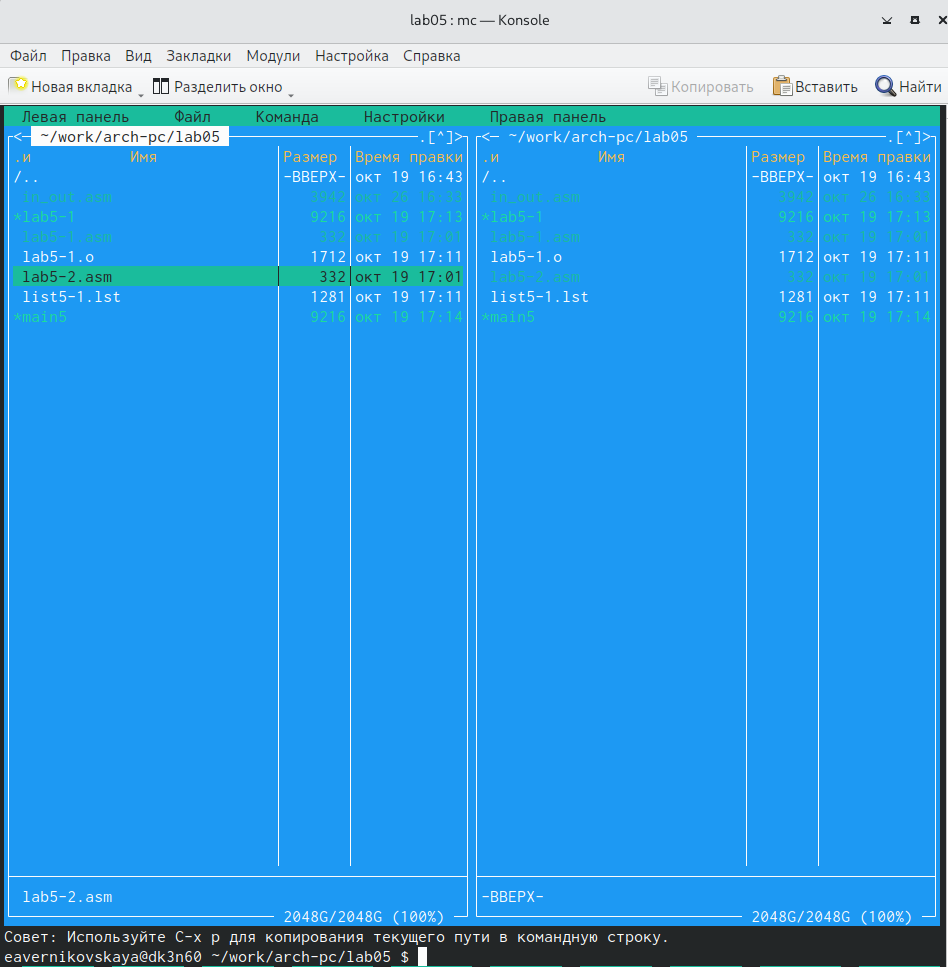 lab05 : mc — Konsole
Файл Правка Вид Закладки Модули Настройка Справка
Новая вкладка Разделить окно Копировать Вставить Найти
Левая панель Файл Команда Настройки Правая панель
<— ~/work/arch-pc/lab05 .[^]> <— ~/work/arch-pc/lab05 .[^]>
.и Имя Размер Время правки .и Имя Размер Время правки
/.. -ВВЕРХ- окт 19 16:43 /.. -ВВЕРХ- окт 19 16:43
in_out.asm 3942 окт 26 16:33 in_out.asm 3942 окт 26 16:33
*lab5-1 9216 окт 19 17:13 *lab5-1 9216 окт 19 17:13
lab5-1.asm 332 окт 19 17:01 lab5-1.asm 332 окт 19 17:01
lab5-1.o 1712 окт 19 17:11 lab5-1.o 1712 окт 19 17:11
lab5-2.asm 332 окт 19 17:01 lab5-2.asm 332 окт 19 17:01
list5-1.lst 1281 окт 19 17:11 list5-1.lst 1281 окт 19 17:11
*main5 9216 окт 19 17:14 *main5 9216 окт 19 17:14
lab5-2.asm -ВВЕРХ-
2048G/2048G (100%) 2048G/2048G (100%)
Совет: Используйте C-x p для копирования текущего пути в командную строку.
eavernikovskaya@dk3n60 ~/work/arch-pc/lab05 $